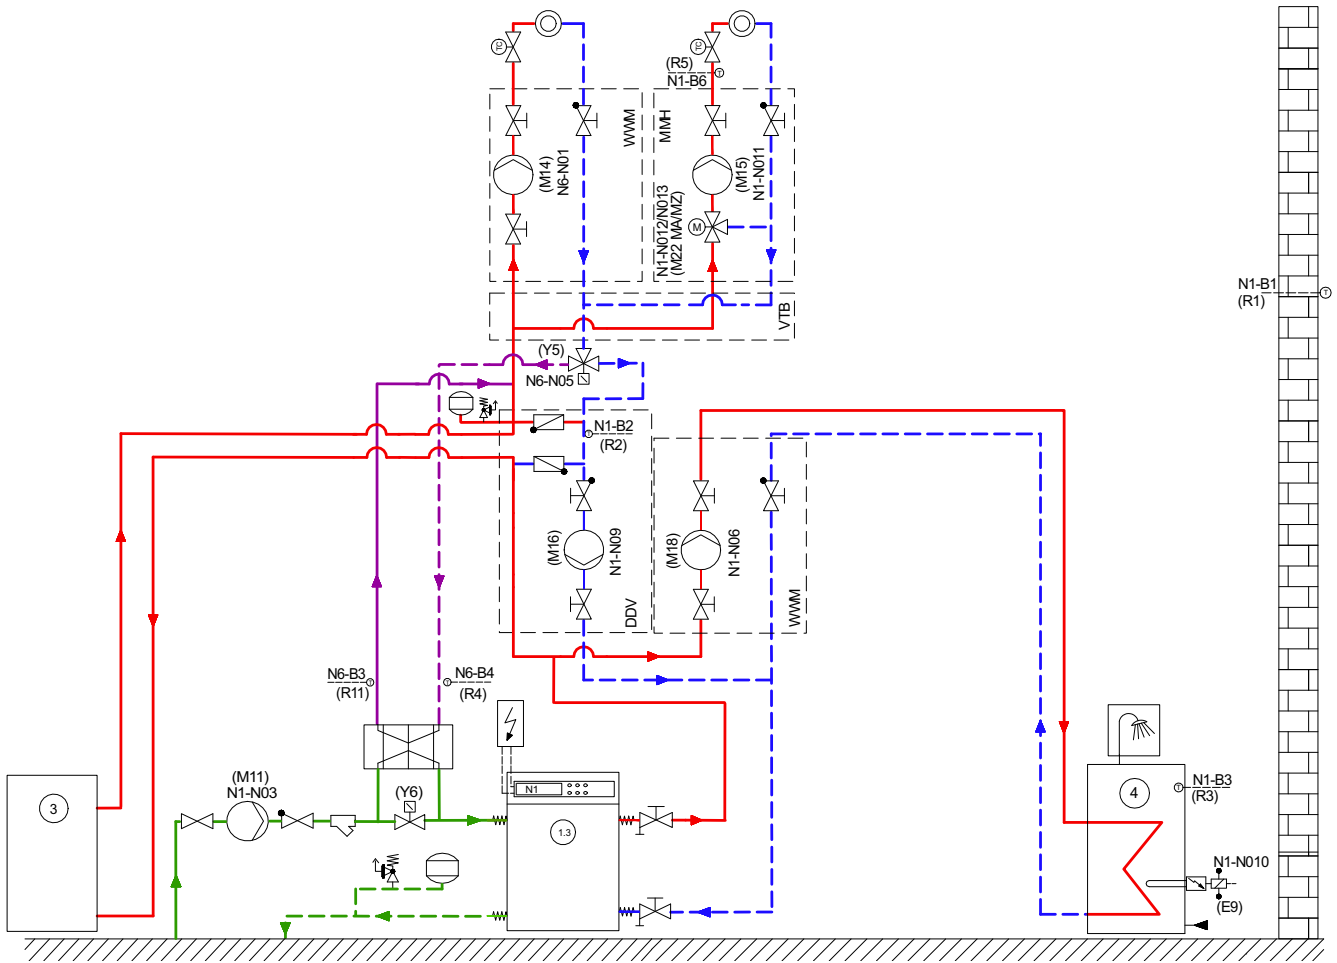 TC
TC
(R5)
N1-B6
WWM
MMH
(M14)
N6-N01
(M15)
N1-N011
N1-N012/N013
(M22 MA/MZ)
M
VTB
N1-B1
(R1)
T
T
(Y5)
N6-N05
N1-B2
(R2)
T
(M16)
N1-N09
DDV
(M18)
N1-N06
WWM
N6-B3
(R11)
T
N6-B4
(R4)
T
(M11)
N1-N03
(Y6)
N1
1.3
3
4
N1-B3
(R3)
T
N1-N010
(E9)